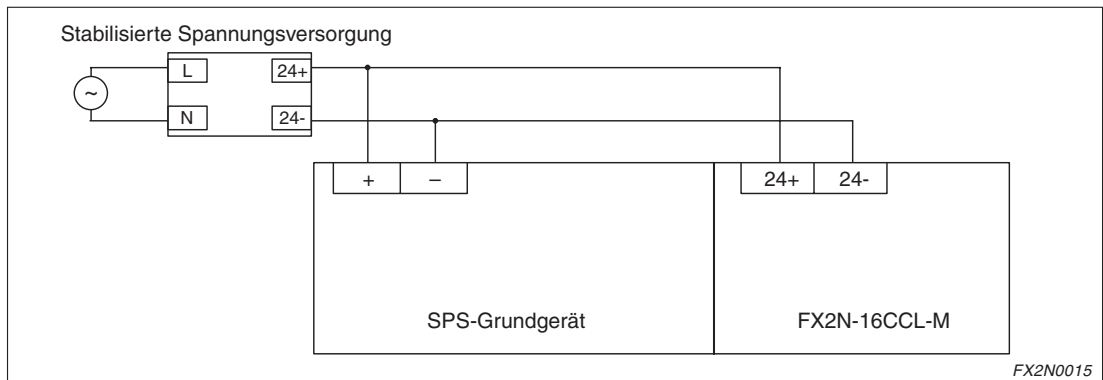 Stabilisierte Spannungsversorgung
L 24+
~
N 24-
+ – 24+ 24-
SPS-Grundgerät FX2N-16CCL-M
FX2N0015